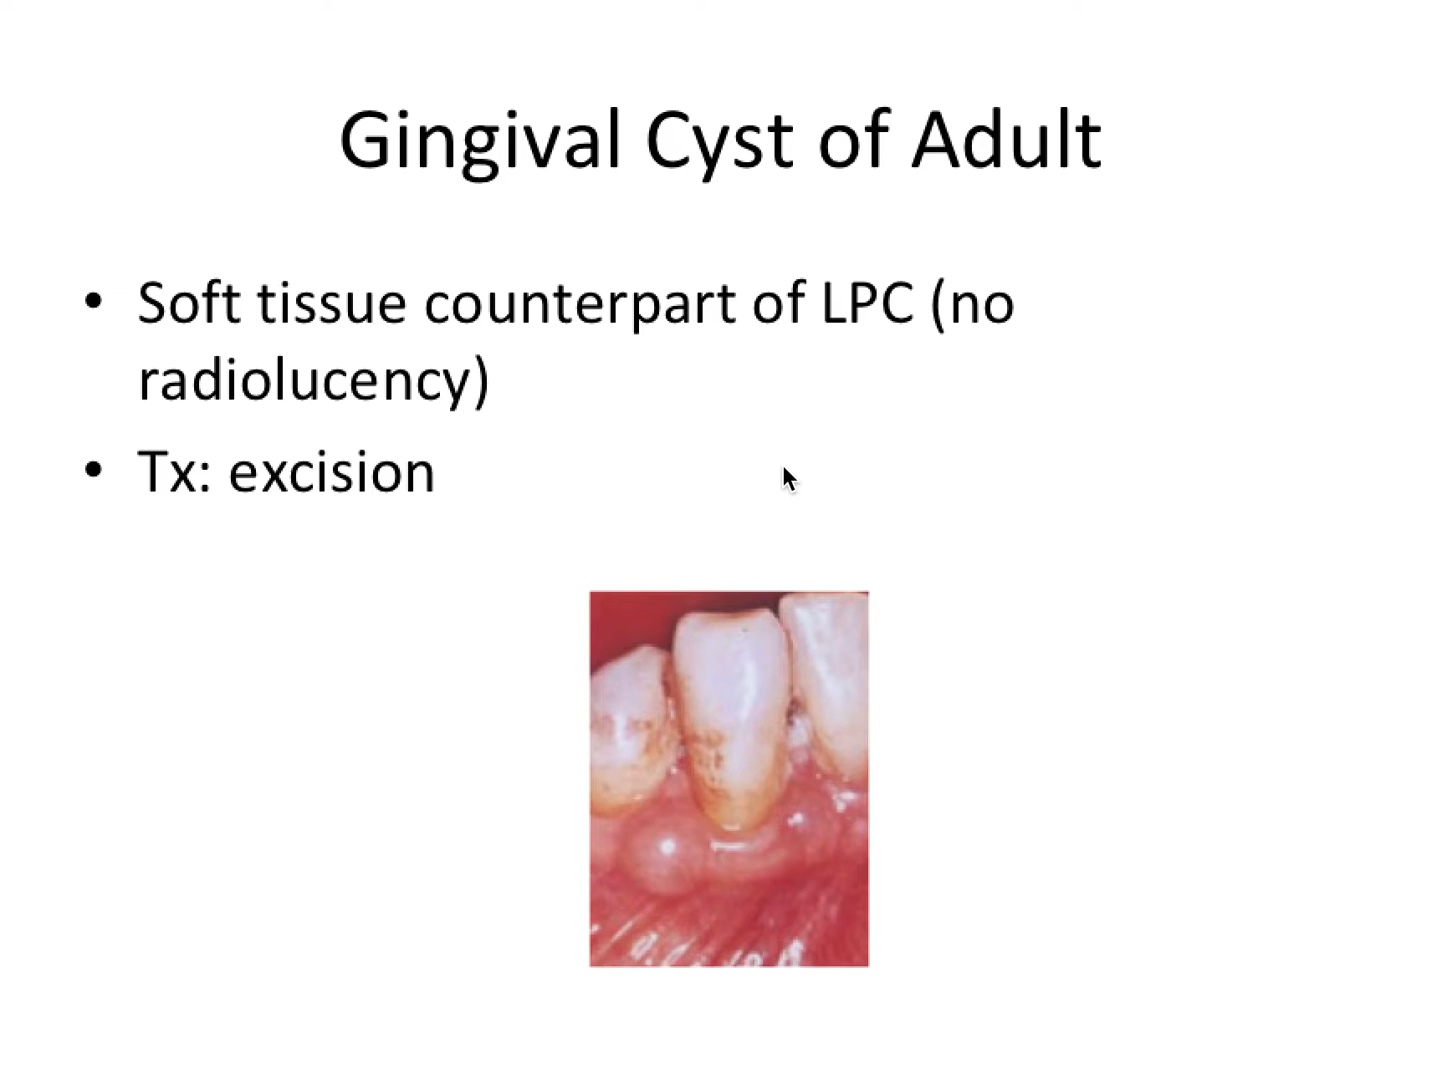 Gingival Cyst of Adult
• Soft tissue counterpart of LPC (no
radiolucency)
• Tx: excision